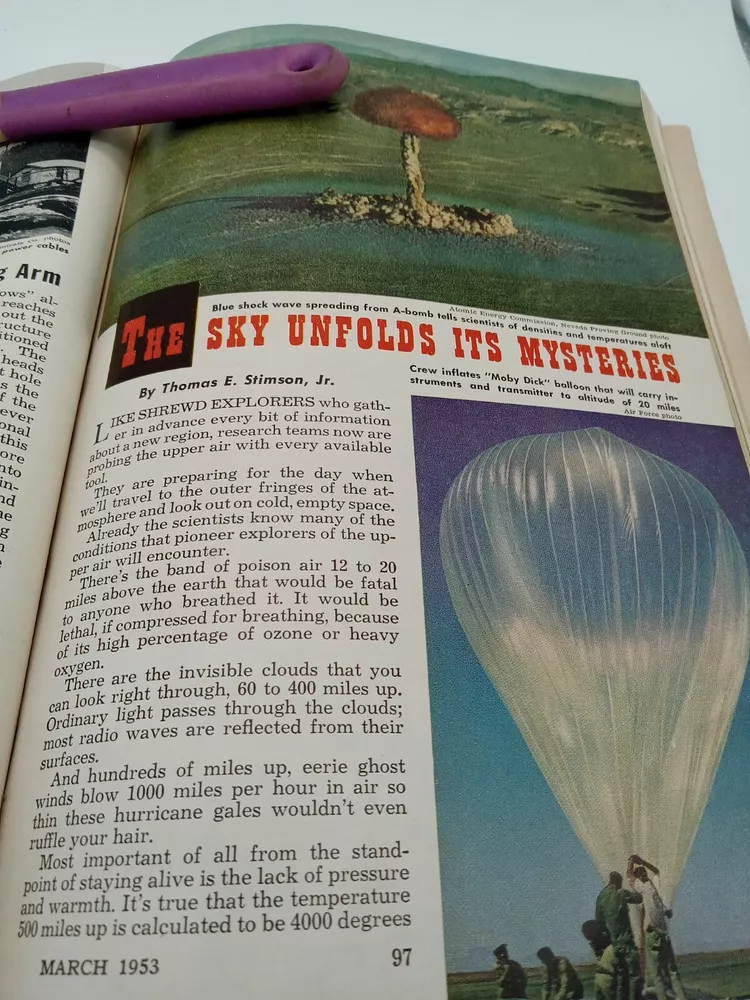 photos
power cables
Arm
ows" al-
reaches
out the
ructure
itioned
. The
heads
t hole
s the
f the
ever
onal
this
ore
nto
in-
nd
Atomic Energy Commission, Nevada Proving Ground photo
Blue shock wave spreading from A-bomb tells scientists of densities and temperatures aloft
THE SKY UNFOLDS ITS MYSTERIES
By Thomas E. Stimson, Jr.
LIKE SHREWD EXPLORERS who gath-
er in advance every bit of information
about a new region, research teams now are
probing the upper air with every available
tool.
They are preparing for the day when
we'll travel to the outer fringes of the at-
mosphere and look out on cold, empty space.
Already the scientists know many of the
conditions that pioneer explorers of the up-
per air will encounter.
There's the band of poison air 12 to 20
miles above the earth that would be fatal
to anyone who breathed it. It would be
lethal, if compressed for breathing, because
of its high percentage of ozone or heavy
oxygen.
There are the invisible clouds that you
can look right through, 60 to 400 miles up.
Ordinary light passes through the clouds;
most radio waves are reflected from their
surfaces.
And hundreds of miles up, eerie ghost
winds blow 1000 miles per hour in air so
thin these hurricane gales wouldn't even
ruffle your hair.
Most important of all from the stand-
point of staying alive is the lack of pressure
and warmth. It's true that the temperature
500 miles up is calculated to be 4000 degrees
Crew inflates "Moby Dick" balloon that will carry in-
struments and transmitter to altitude of 20 miles
Air Force photo
MARCH 1953
97